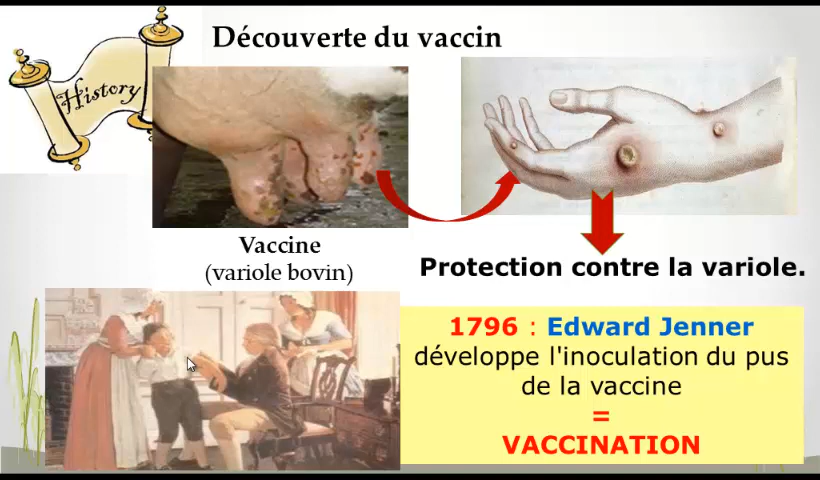 Découverte du vaccin
History
Vaccine
(variole bovin)
Protection contre la variole.
1796 : Edward Jenner
développe l'inoculation du pus
de la vaccine
=
VACCINATION